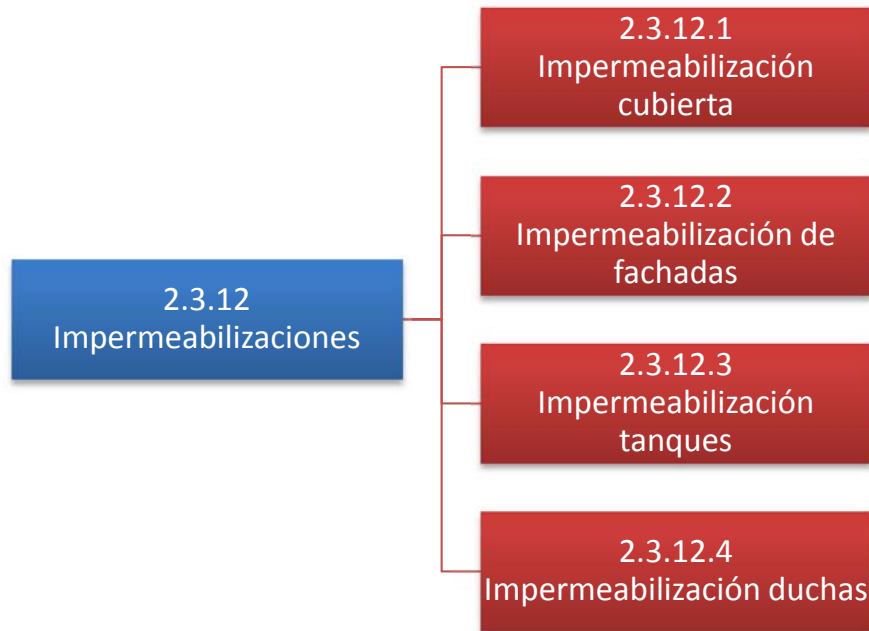 2.3.12
Impermeabilizaciones
2.3.12.1
Impermeabilización
cubierta
2.3.12.2
Impermeabilización de
fachadas
2.3.12.3
Impermeabilización
tanques
2.3.12.4
Impermeabilización duchas